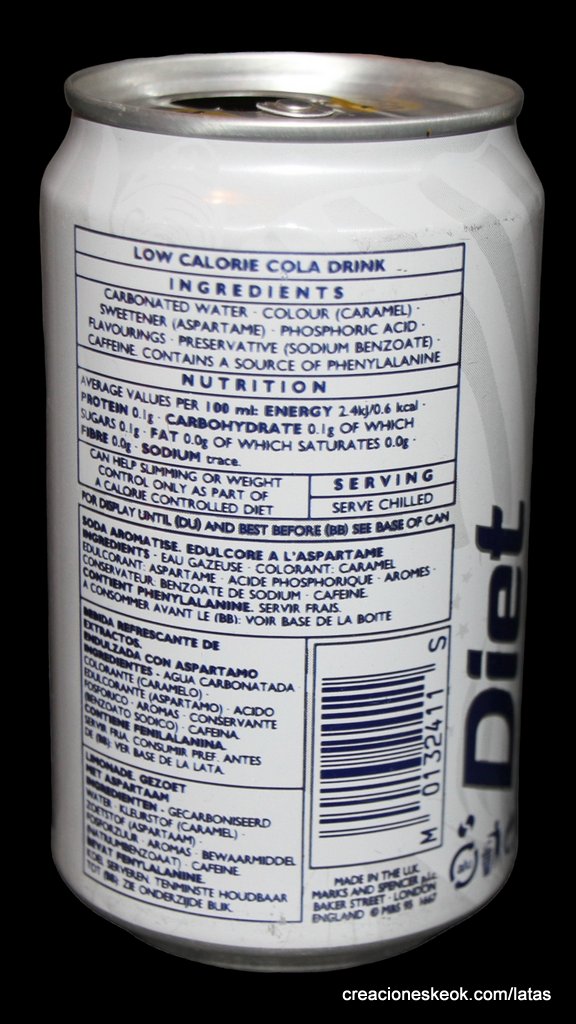 LOW CALORIE COLA DRINK
INGREDIENTS
CARBONATED WATER · COLOUR (CARAMEL) ·
SWEETENER (ASPARTAME) · PHOSPHORIC ACID ·
FLAVOURINGS · PRESERVATIVE (SODIUM BENZOATE) ·
CAFFEINE. CONTAINS A SOURCE OF PHENYLALANINE
NUTRITION
AVERAGE VALUES PER 100 ml: ENERGY 2.4kJ/0.6 kcal ·
PROTEIN 0.1g · CARBOHYDRATE 0.1g OF WHICH
SUGARS 0.1g · FAT 0.0g OF WHICH SATURATES 0.0g ·
FIBRE 0.0g · SODIUM trace.
CAN HELP SLIMMING OR WEIGHT
CONTROL ONLY AS PART OF
A CALORIE CONTROLLED DIET
SERVING
SERVE CHILLED
FOR DISPLAY UNTIL (DU) AND BEST BEFORE (BB) SEE BASE OF CAN
SODA AROMATISE. EDULCORE A L'ASPARTAME
INGREDIENTS · EAU GAZEUSE · COLORANT: CARAMEL
EDULCORANT: ASPARTAME · ACIDE PHOSPHORIQUE · AROMES ·
CONSERVATEUR: BENZOATE DE SODIUM · CAFEINE.
CONTIENT PHENYLALANINE. SERVIR FRAIS.
A CONSOMMER AVANT LE (BB): VOIR BASE DE LA BOITE
BEBIDA REFRESCANTE DE
EXTRACTOS.
ENDULZADA CON ASPARTAMO
INGREDIENTES · AGUA CARBONATADA ·
COLORANTE (CARAMELO) ·
EDULCORANTE (ASPARTAMO) · ACIDO
FOSFORICO · AROMAS · CONSERVANTE
(BENZOATO SODICO) · CAFEINA.
CONTIENE FENILALANINA.
SERVIR FRIA. CONSUMIR PREF. ANTES
DE (BB): VER BASE DE LA LATA.
LIMONADE. GEZOET
MET ASPARTAAM
INGREDIENTEN · GECARBONISEERD
WATER · KLEURSTOF (CARAMEL) ·
ZOETSTOF (ASPARTAAM) ·
FOSFORZUUR · AROMAS · BEWAARMIDDEL
(NATRIUMBENZOAAT) · CAFEINE.
BEVAT FENYLALANINE.
KOEL SERVEREN. TENMINSTE HOUDBAAR
TOT (BB) ZIE ONDERZIJDE BLIK.
M 0132411 S
MADE IN THE U.K.
MARKS AND SPENCER p.l.c.
BAKER STREET · LONDON
ENGLAND © M&S 95 1667
Diet
alu
creacioneskeok.com/latas